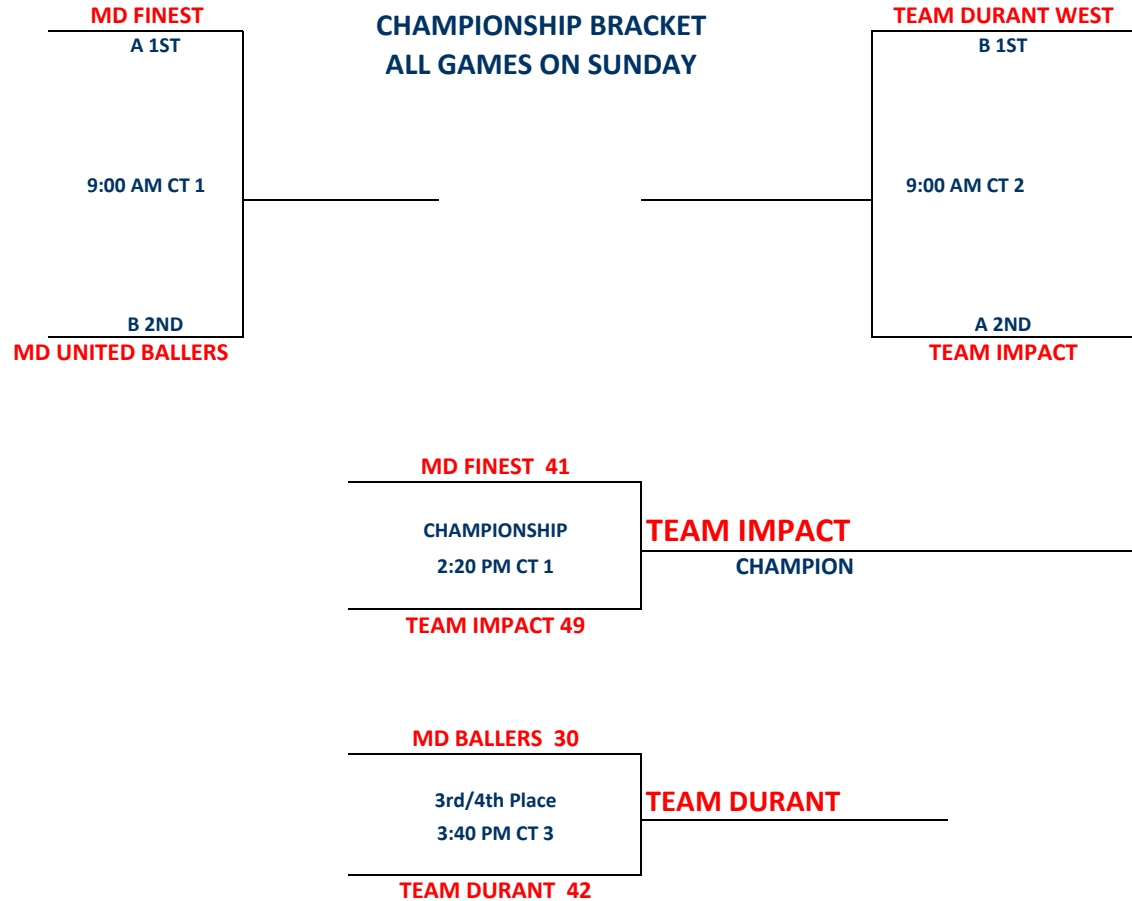 MD FINEST
A 1ST
9:00 AM CT 1
B 2ND
MD UNITED BALLERS
CHAMPIONSHIP BRACKET
ALL GAMES ON SUNDAY
TEAM DURANT WEST
B 1ST
9:00 AM CT 2
A 2ND
TEAM IMPACT
MD FINEST 41
CHAMPIONSHIP
2:20 PM CT 1
TEAM IMPACT 49
TEAM IMPACT
CHAMPION
MD BALLERS 30
3rd/4th Place
3:40 PM CT 3
TEAM DURANT 42
TEAM DURANT